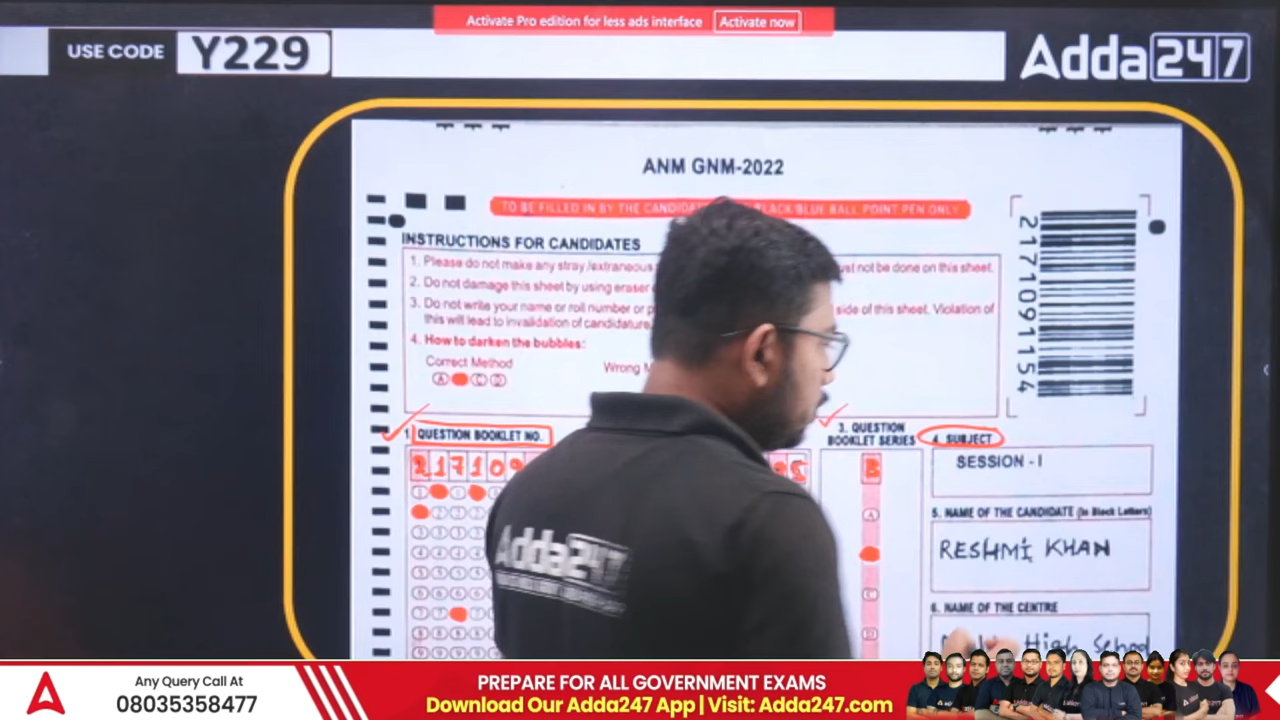 Activate Pro edition for less ads interface Activate now
USE CODE Y229
Adda247
ANM GNM-2022
TO BE FILLED IN BY THE BLACK/BLUE BALL POINT PEN ONLY
INSTRUCTIONS FOR CANDIDATES
1. Please do not make any stray /extraneous not be done on this sheet.
2. Do not damage this sheet by using eraser
3. Do not write your name or roll number or side of this sheet. Violation of
this will lead to invalidation of candidature
4. How to darken the bubbles:
Correct Method Wrong
A C D
2171091154
1. QUESTION BOOKLET NO.
217109
3. QUESTION
BOOKLET SERIES
B
A
C
D
4. SUBJECT
SESSION - I
5. NAME OF THE CANDIDATE (In Block Letters)
RESHMI KHAN
6. NAME OF THE CENTRE
High School
Adda247
Any Query Call At
08035358477
PREPARE FOR ALL GOVERNMENT EXAMS
Download Our Adda247 App | Visit: Adda247.com